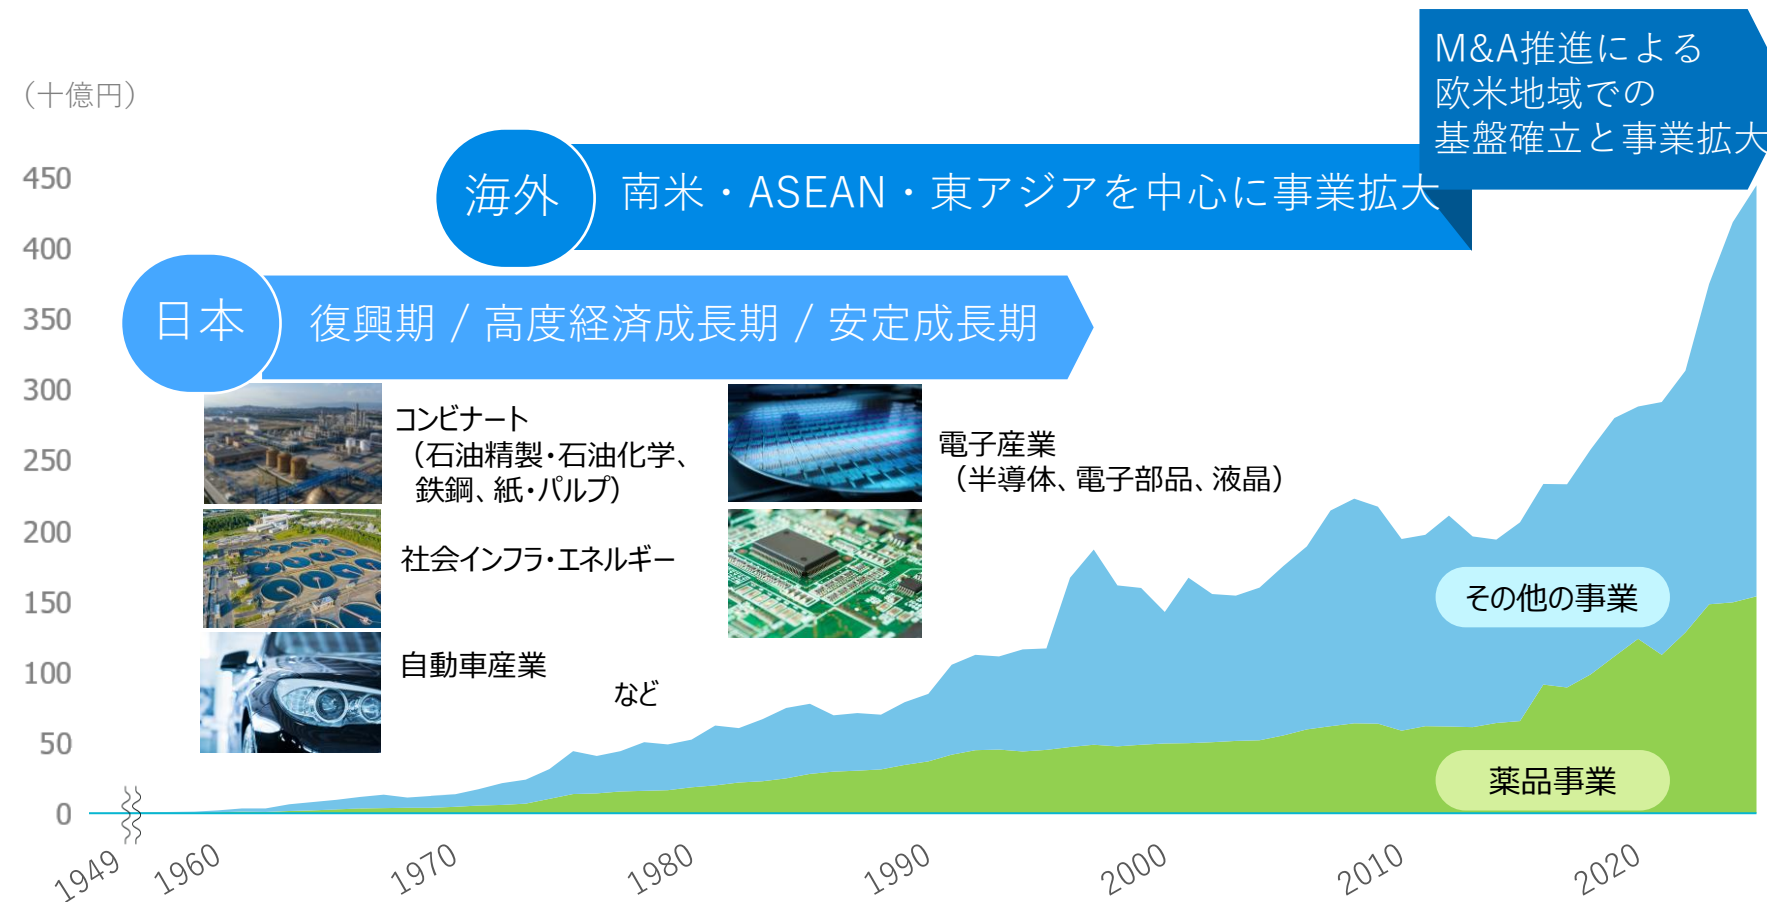 M&A推進による
欧米地域での
基盤確立と事業拡大
（十億円）
海外
南米・ASEAN・東アジアを中心に事業拡大
日本
復興期 / 高度経済成長期 / 安定成長期
450
400
350
300
250
200
150
100
50
0
コンビナート
（石油精製・石油化学、
鉄鋼、紙・パルプ）
社会インフラ・エネルギー
自動車産業
など
電子産業
（半導体、電子部品、液晶）
その他の事業
薬品事業
1949
1960
1970
1980
1990
2000
2010
2020